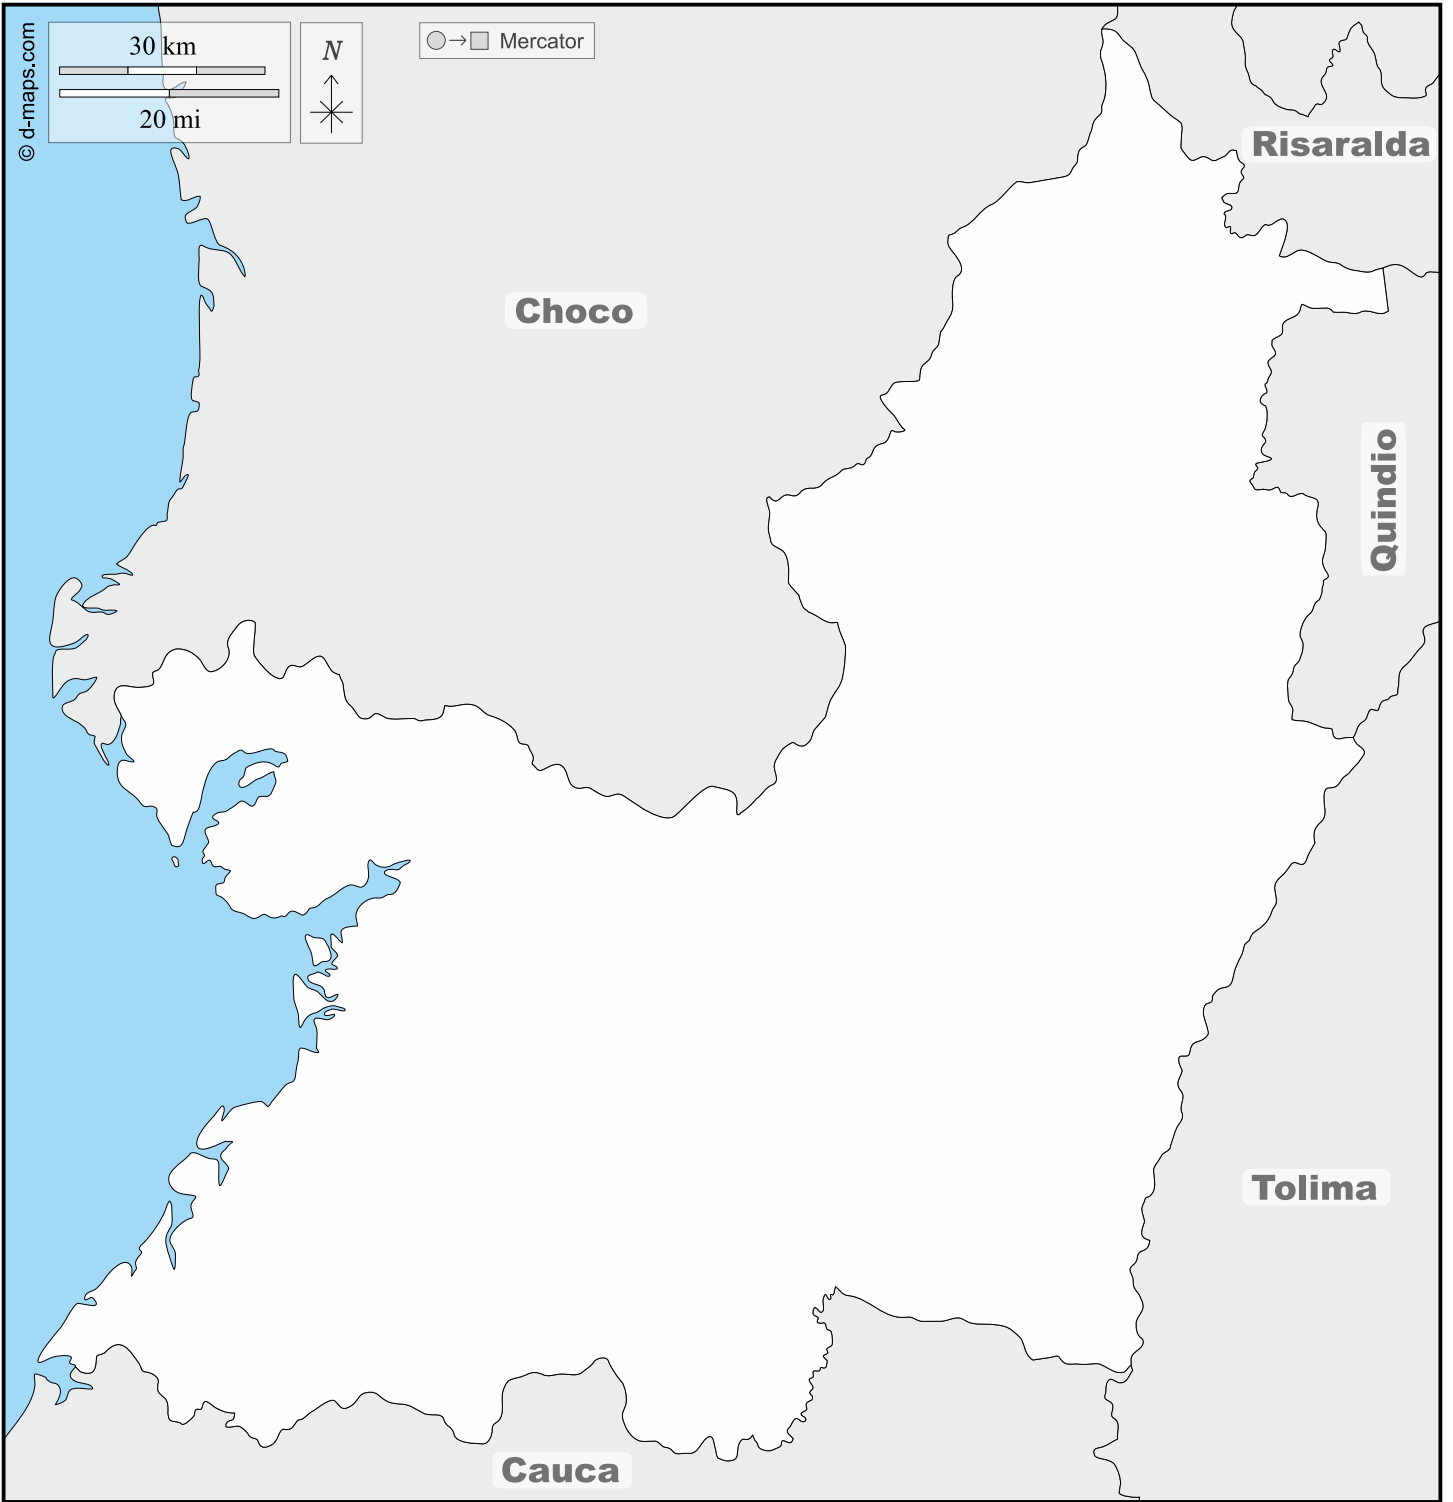 © d-maps.com
30 km
20 mi
N
Mercator
Risaralda
Choco
Quindio
Tolima
Cauca